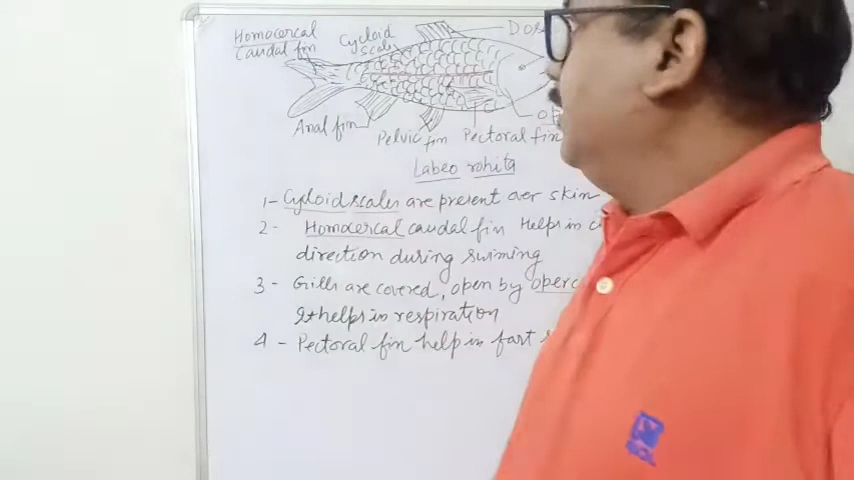 Homocercal
Caudal fin
Cycloid
scales
Anal fin
Pelvic fin
Pectoral fin
Labeo rohita
1- Cycloid scales are present over skin
2- Homocercal caudal fin Helps in
direction during swiming
3- Gills are covered, open by
It helps in respiration
4- Pectoral fin help in fast